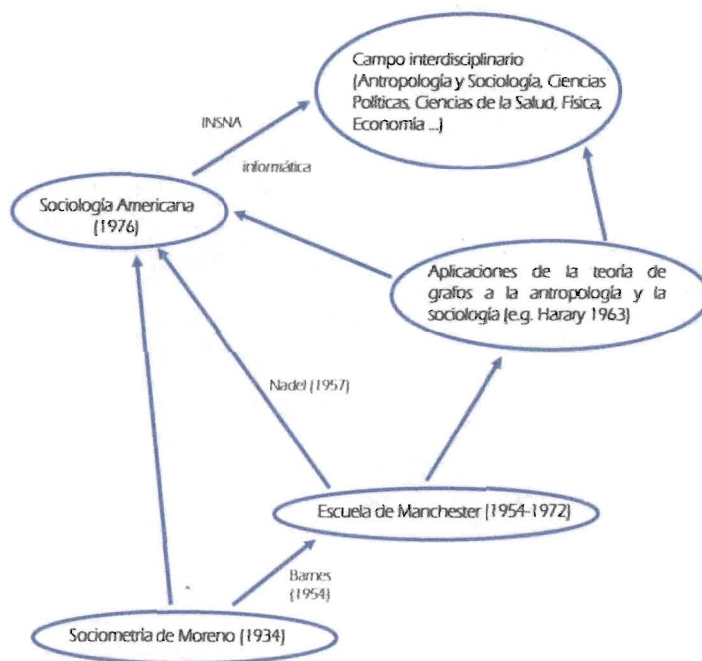 Campo interdisciplinario
(Antropología y Sociología, Ciencias
Políticas, Ciencias de la Salud, Física,
Economía ...)
INSNA
informática
Sociología Americana
(1976)
Aplicaciones de la teoría de
grafos a la antropología y la
sociología (e.g. Harary 1963)
Nadel (1957)
Escuela de Manchester (1954-1972)
Barnes
(1954)
Sociometría de Moreno (1934)